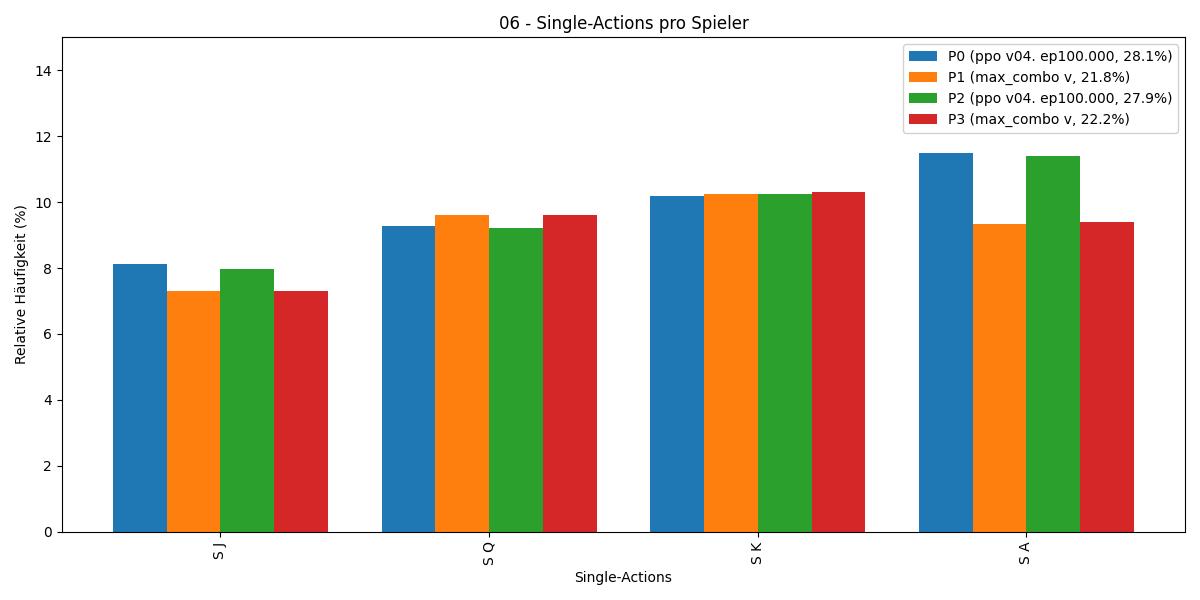 06 - Single-Actions pro Spieler
P0 (ppo v04. ep100.000, 28.1%)
P1 (max_combo v, 21.8%)
P2 (ppo v04. ep100.000, 27.9%)
P3 (max_combo v, 22.2%)
Relative Häufigkeit (%)
14
12
10
8
6
4
2
0
S J
S Q
S K
S A
Single-Actions